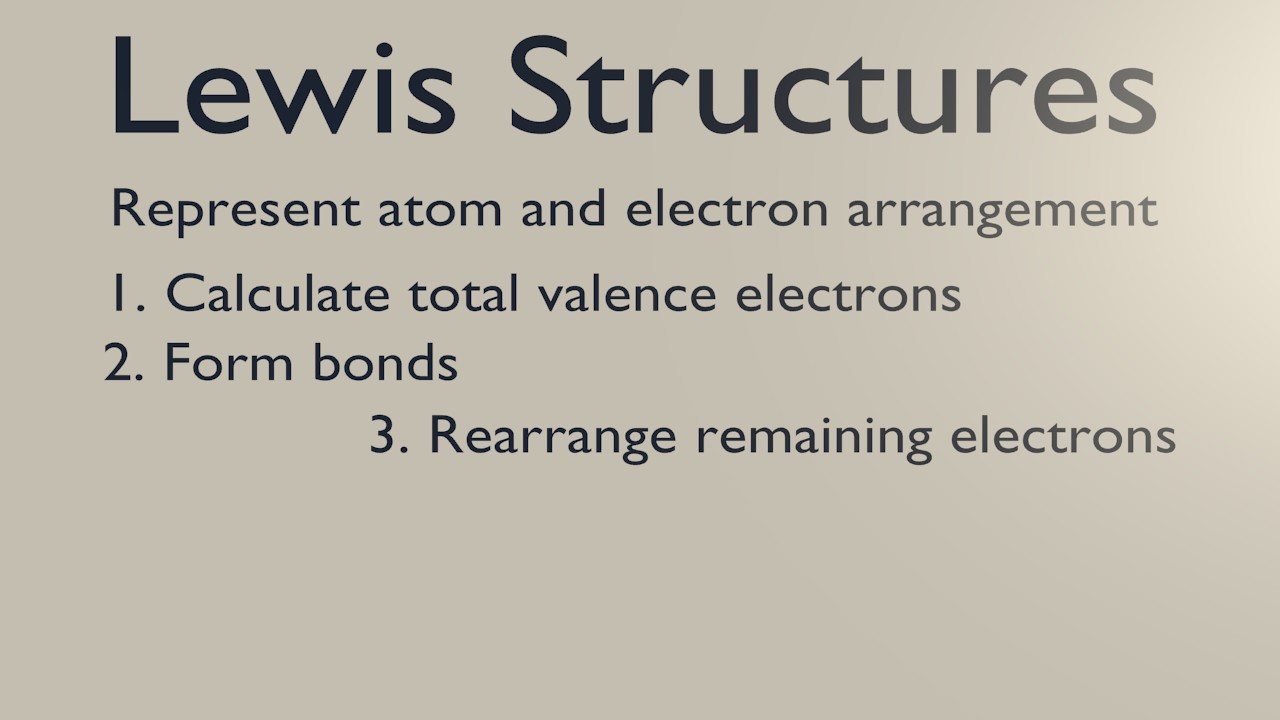 Lewis Structures
Represent atom and electron arrangement
1. Calculate total valence electrons
2. Form bonds
3. Rearrange remaining electrons